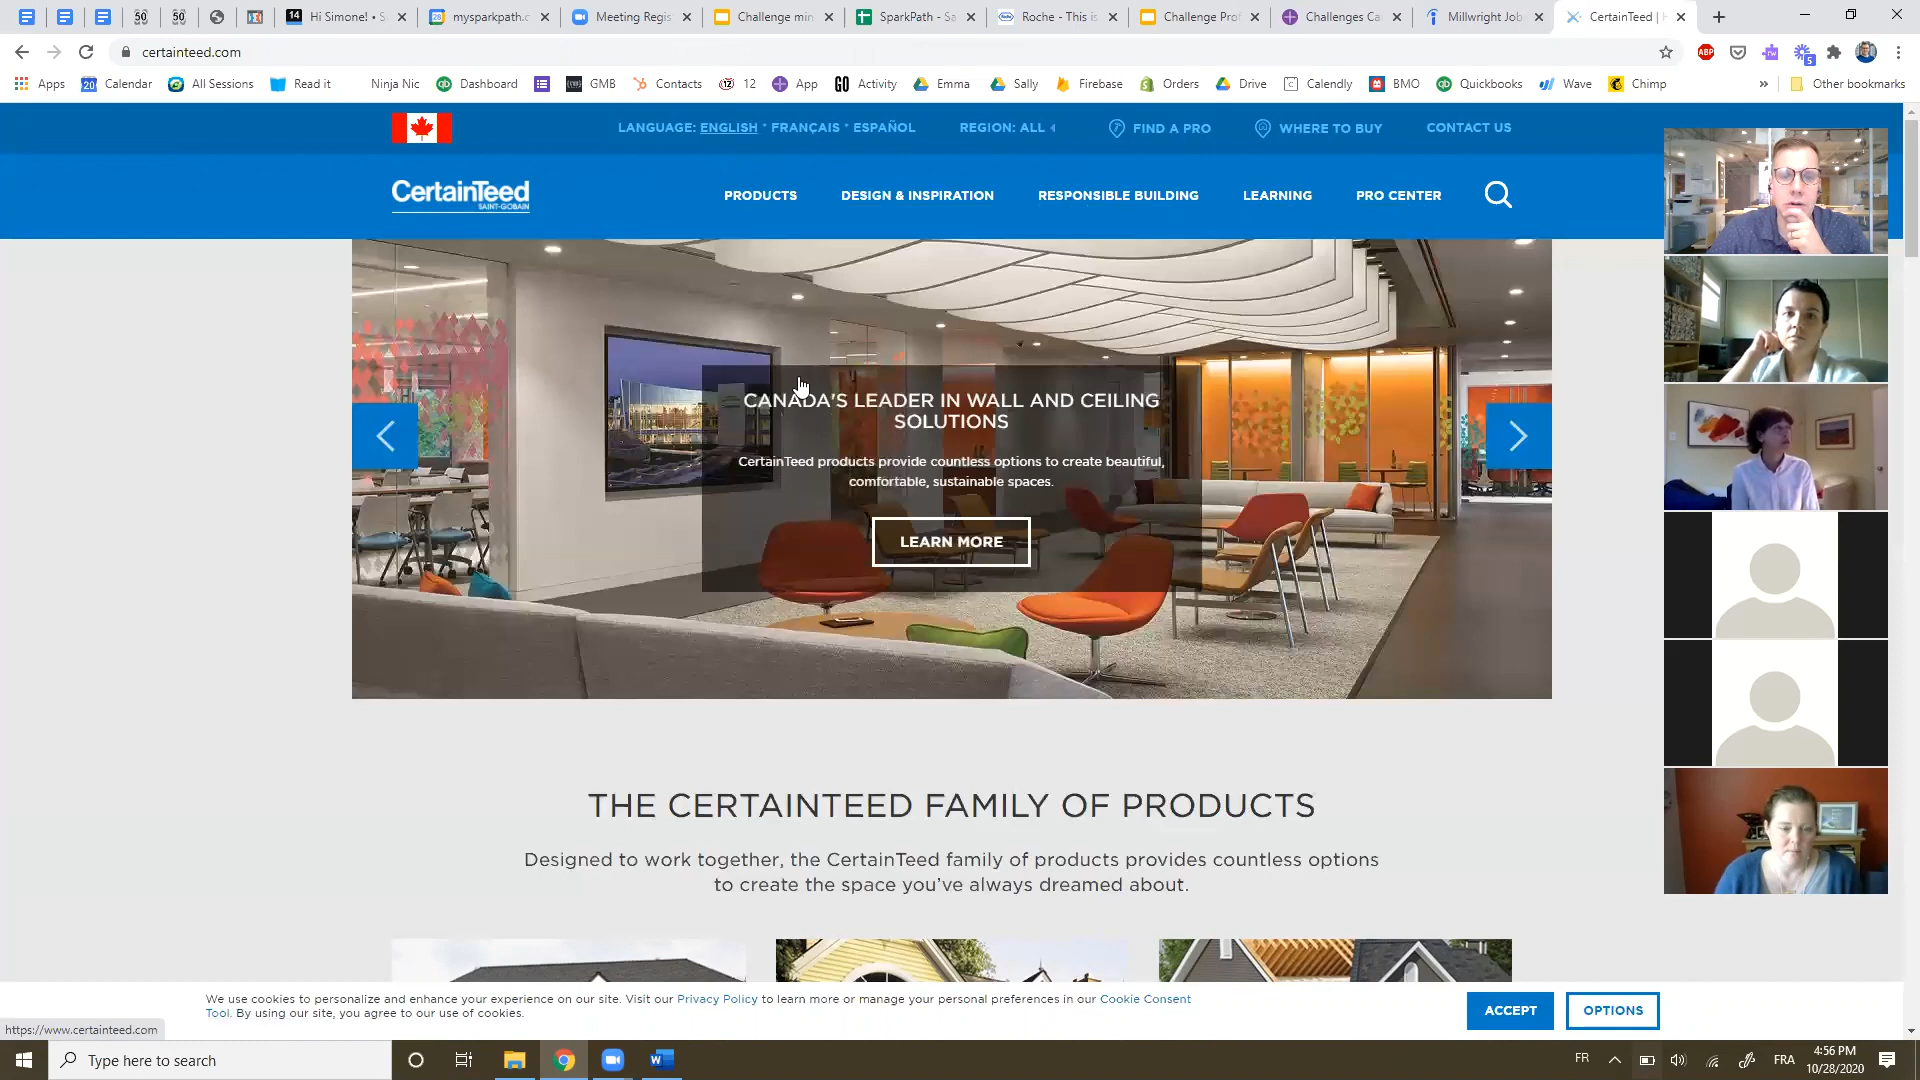 50
50
14 Hi Simone! • S
28 mysparkpath.c
Meeting Regis
Challenge min
SparkPath - Sa
Roche - This is
Challenge Prof
Challenges Ca
Millwright Job
CertainTeed | H
certainteed.com
ABP
5
Apps
20 Calendar
All Sessions
Read it
Ninja Nic
Dashboard
GMB
Contacts
12 12
App
GO Activity
Emma
Sally
Firebase
Orders
Drive
Calendly
BMO
Quickbooks
Wave
Chimp
»
Other bookmarks
LANGUAGE: ENGLISH * FRANÇAIS * ESPAÑOL
REGION: ALL
FIND A PRO
WHERE TO BUY
CONTACT US
CertainTeed
SAINT-GOBAIN
PRODUCTS
DESIGN & INSPIRATION
RESPONSIBLE BUILDING
LEARNING
PRO CENTER
CANADA'S LEADER IN WALL AND CEILING
SOLUTIONS
CertainTeed products provide countless options to create beautiful,
comfortable, sustainable spaces.
LEARN MORE
THE CERTAINTEED FAMILY OF PRODUCTS
Designed to work together, the CertainTeed family of products provides countless options
to create the space you've always dreamed about.
We use cookies to personalize and enhance your experience on our site. Visit our Privacy Policy to learn more or manage your personal preferences in our Cookie Consent
Tool. By using our site, you agree to our use of cookies.
ACCEPT
OPTIONS
https://www.certainteed.com
Type here to search
FR
FRA
4:56 PM
10/28/2020